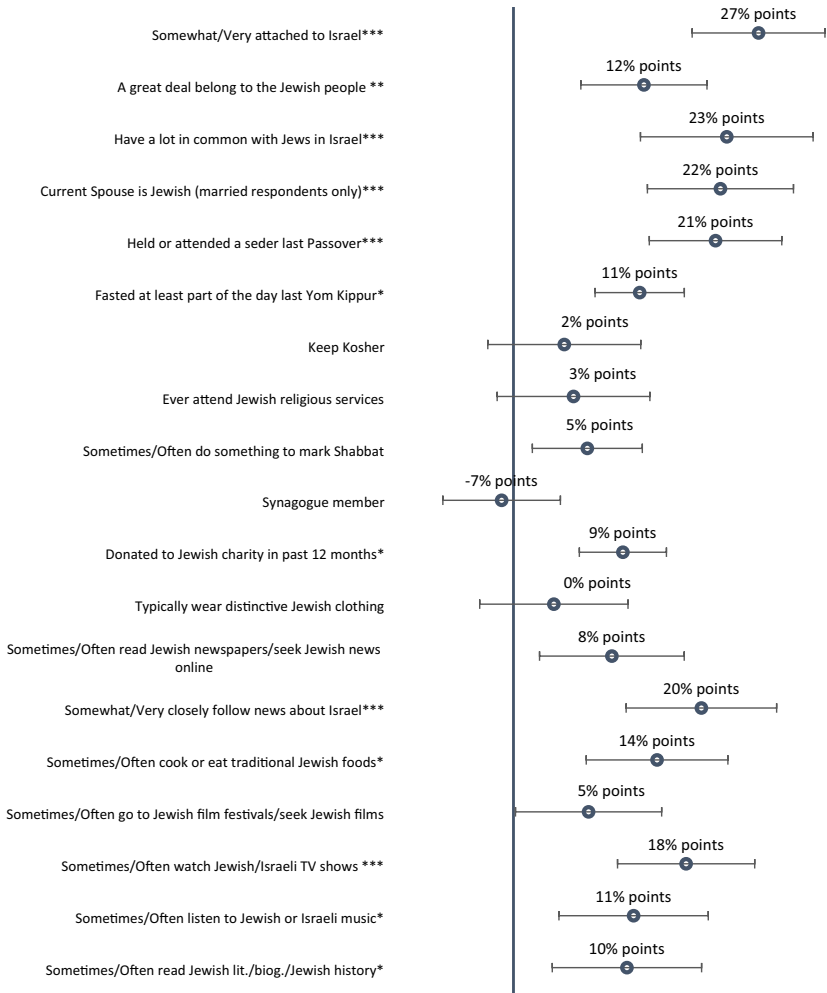 27% points
Somewhat/Very attached to Israel***
12% points
A great deal belong to the Jewish people **
23% points
Have a lot in common with Jews in Israel***
22% points
Current Spouse is Jewish (married respondents only)***
21% points
Held or attended a seder last Passover***
11% points
Fasted at least part of the day last Yom Kippur*
2% points
Keep Kosher
3% points
Ever attend Jewish religious services
5% points
Sometimes/Often do something to mark Shabbat
-7% points
Synagogue member
9% points
Donated to Jewish charity in past 12 months*
0% points
Typically wear distinctive Jewish clothing
8% points
Sometimes/Often read Jewish newspapers/seek Jewish news
online
20% points
Somewhat/Very closely follow news about Israel***
14% points
Sometimes/Often cook or eat traditional Jewish foods*
5% points
Sometimes/Often go to Jewish film festivals/seek Jewish films
18% points
Sometimes/Often watch Jewish/Israeli TV shows ***
11% points
Sometimes/Often listen to Jewish or Israeli music*
10% points
Sometimes/Often read Jewish lit./biog./Jewish history*